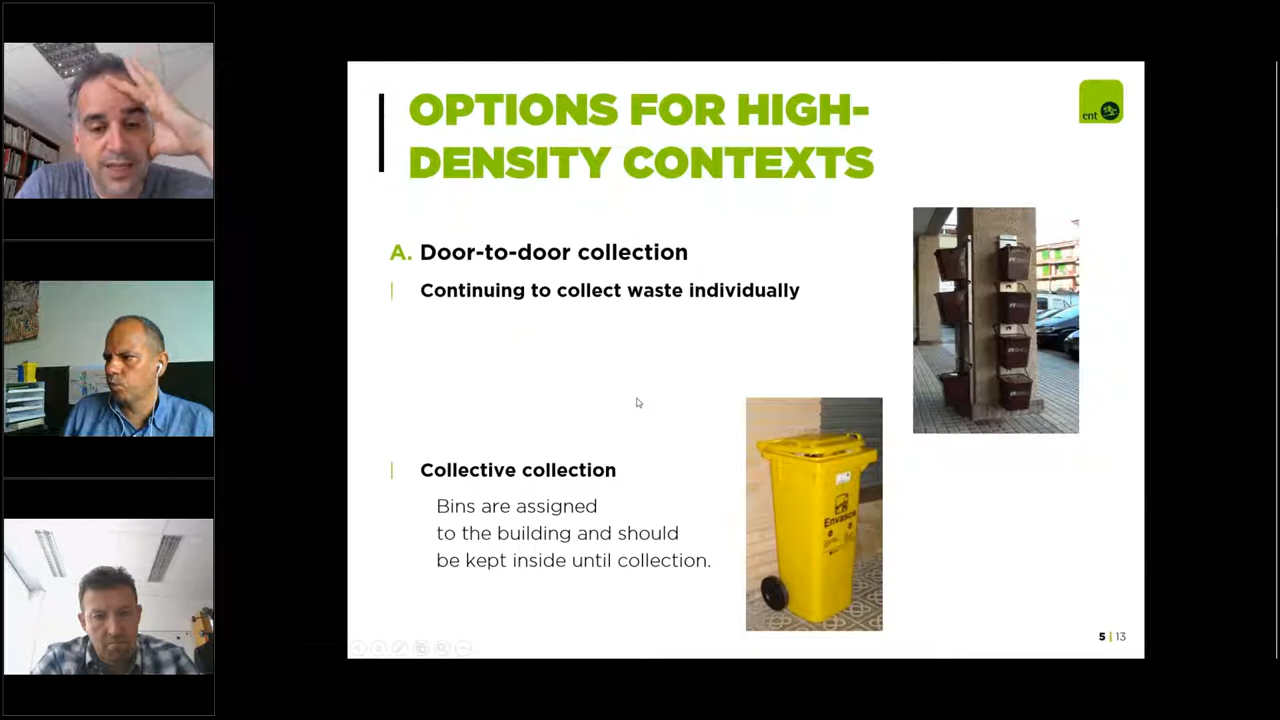 OPTIONS FOR HIGH-
DENSITY CONTEXTS
ent
A. Door-to-door collection
Continuing to collect waste individually
Collective collection
Bins are assigned
to the building and should
be kept inside until collection.
Envasos
5 | 13